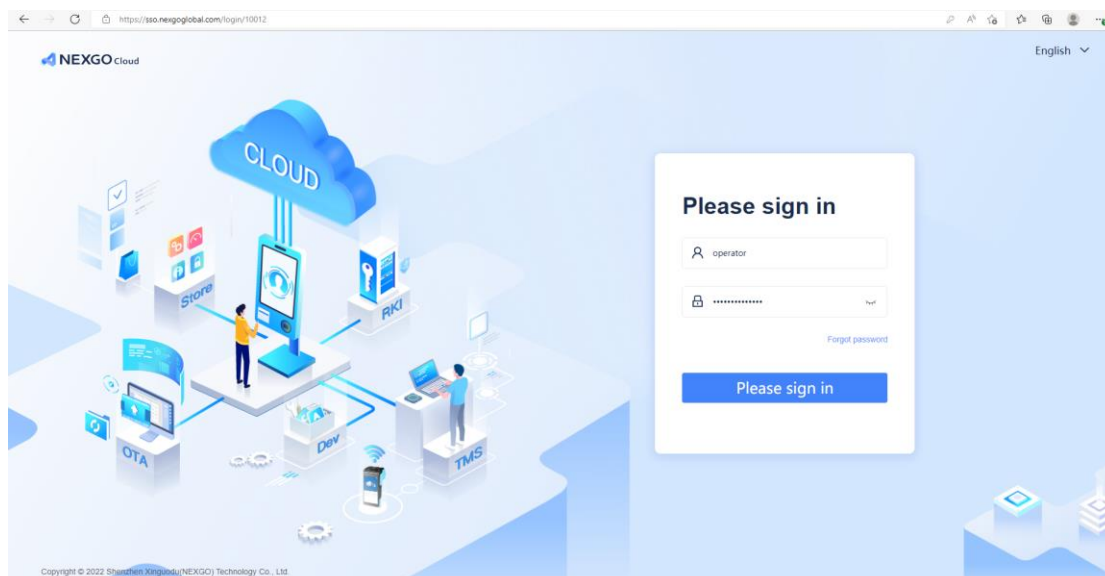 https://sso.nexgoglobal.com/login/10012
NEXGO Cloud
English
CLOUD
Store
RKI
OTA
Dev
TMS
Please sign in
operator
Forgot password
Please sign in
Copyright © 2022 Shenzhen Xinguodu(NEXGO) Technology Co., Ltd.